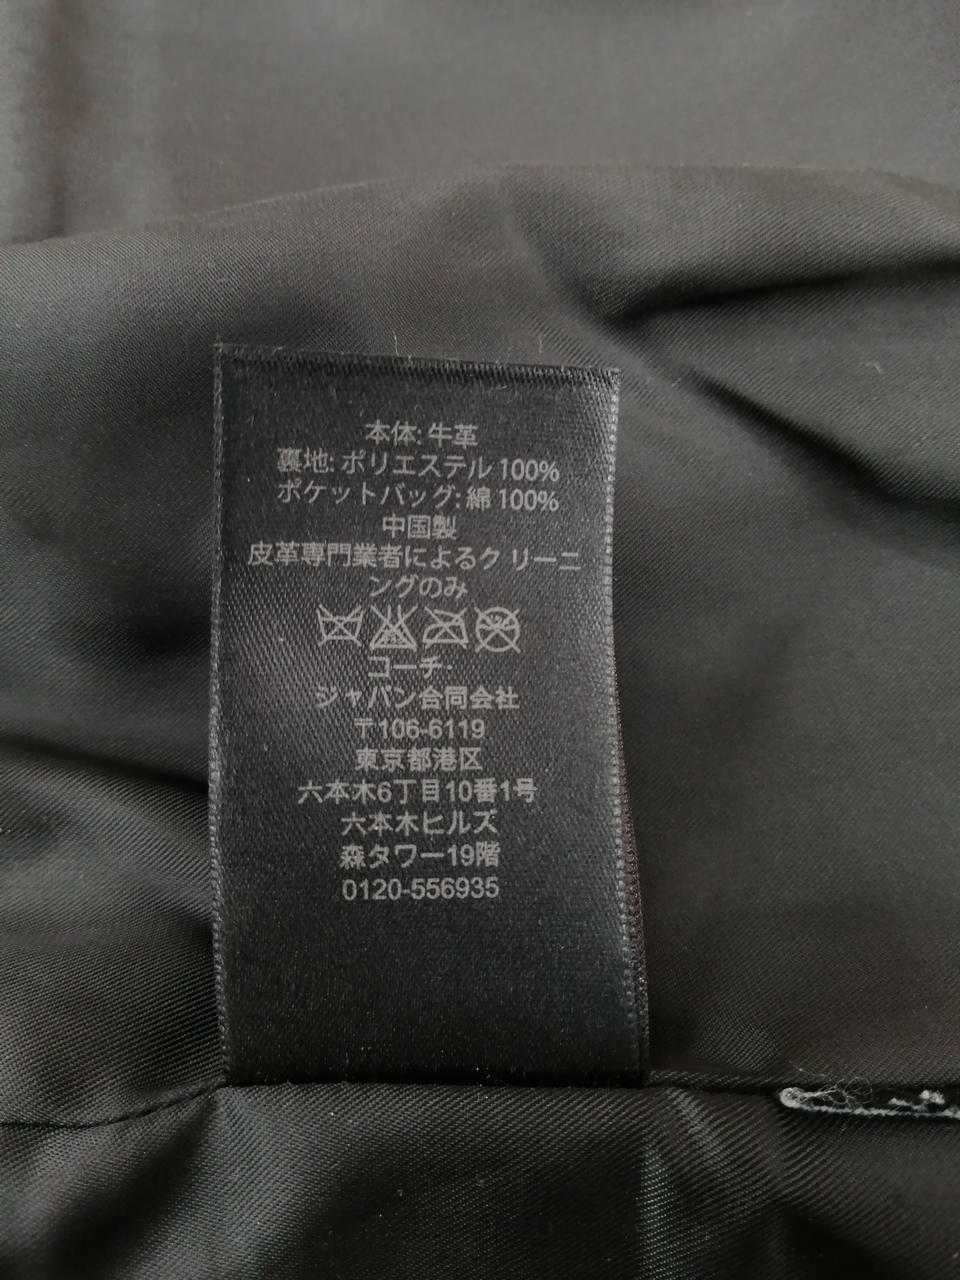 本体: 牛革
裏地: ポリエステル 100%
ポケットバッグ: 綿 100%
中国製
皮革専門業者によるク リーニ
ングのみ
コーチ·
ジャパン合同会社
〒106-6119
東京都港区
六本木6丁目10番1号
六本木ヒルズ
森タワー19階
0120-556935